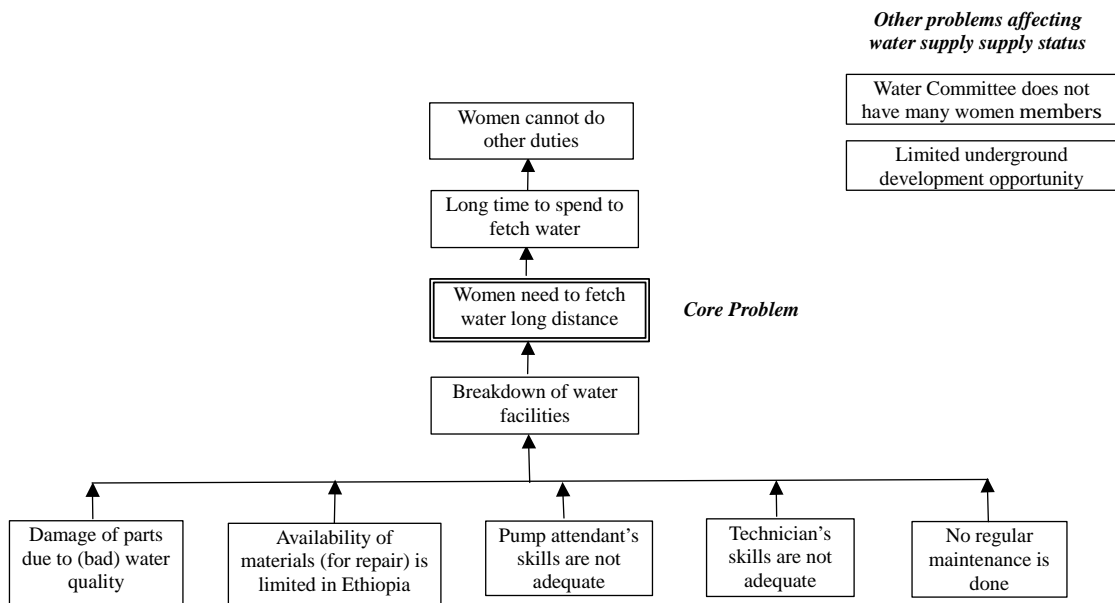 Other problems affecting
water supply supply status
Water Committee does not
have many women members
Limited underground
development opportunity
Women cannot do
other duties
Long time to spend to
fetch water
Women need to fetch
water long distance
Core Problem
Breakdown of water
facilities
Damage of parts
due to (bad) water
quality
Availability of
materials (for repair) is
limited in Ethiopia
Pump attendant’s
skills are not
adequate
Technician’s
skills are not
adequate
No regular
maintenance is
done